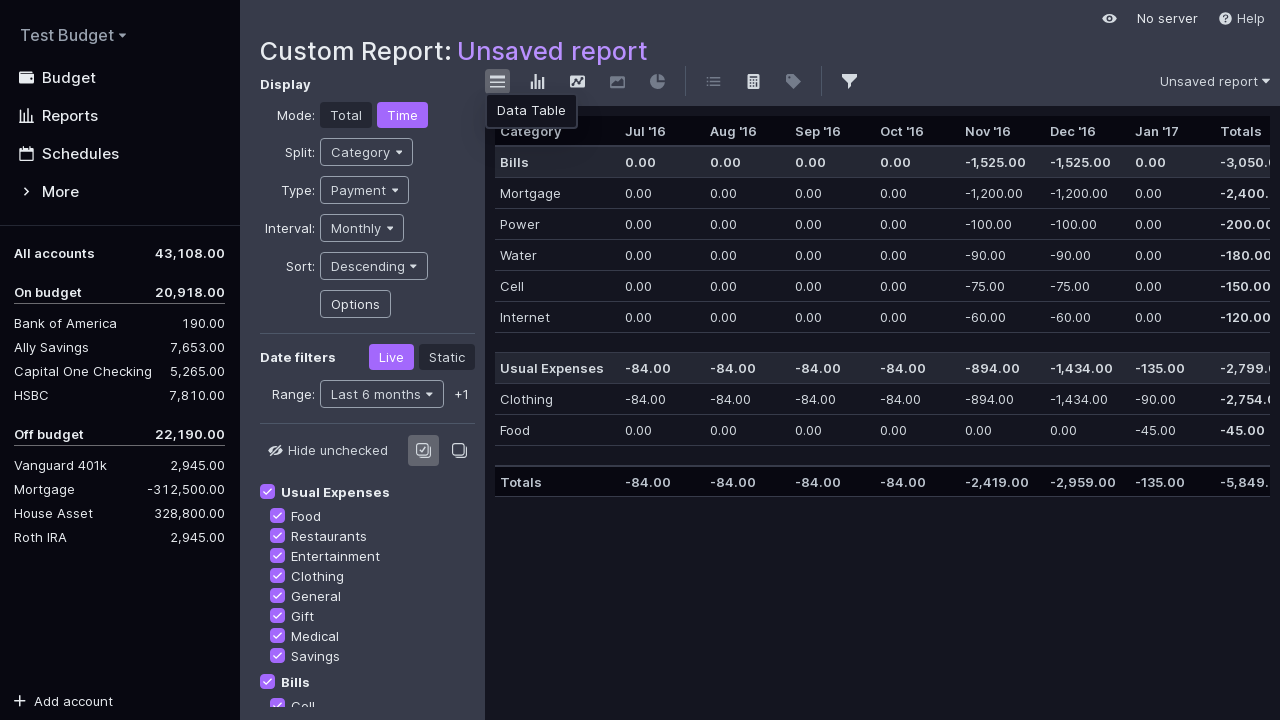 Test Budget
Budget
Reports
Schedules
More
All accounts 43,108.00
On budget 20,918.00
Bank of America 190.00
Ally Savings 7,653.00
Capital One Checking 5,265.00
HSBC 7,810.00
Off budget 22,190.00
Vanguard 401k 2,945.00
Mortgage -312,500.00
House Asset 328,800.00
Roth IRA 2,945.00
Add account
No server
Help
Custom Report: Unsaved report
Display
Mode: Total Time
Split: Category
Type: Payment
Interval: Monthly
Sort: Descending
Options
Date filters Live Static
Range: Last 6 months +1
Hide unchecked
Usual Expenses
Food
Restaurants
Entertainment
Clothing
General
Gift
Medical
Savings
Bills
Cell
Unsaved report
Data Table
Category Jul '16 Aug '16 Sep '16 Oct '16 Nov '16 Dec '16 Jan '17 Totals
Bills 0.00 0.00 0.00 0.00 -1,525.00 -1,525.00 0.00 -3,050.
Mortgage 0.00 0.00 0.00 0.00 -1,200.00 -1,200.00 0.00 -2,400.
Power 0.00 0.00 0.00 0.00 -100.00 -100.00 0.00 -200.00
Water 0.00 0.00 0.00 0.00 -90.00 -90.00 0.00 -180.00
Cell 0.00 0.00 0.00 0.00 -75.00 -75.00 0.00 -150.00
Internet 0.00 0.00 0.00 0.00 -60.00 -60.00 0.00 -120.00
Usual Expenses -84.00 -84.00 -84.00 -84.00 -894.00 -1,434.00 -135.00 -2,799.
Clothing -84.00 -84.00 -84.00 -84.00 -894.00 -1,434.00 -90.00 -2,754.
Food 0.00 0.00 0.00 0.00 0.00 0.00 -45.00 -45.00
Totals -84.00 -84.00 -84.00 -84.00 -2,419.00 -2,959.00 -135.00 -5,849.